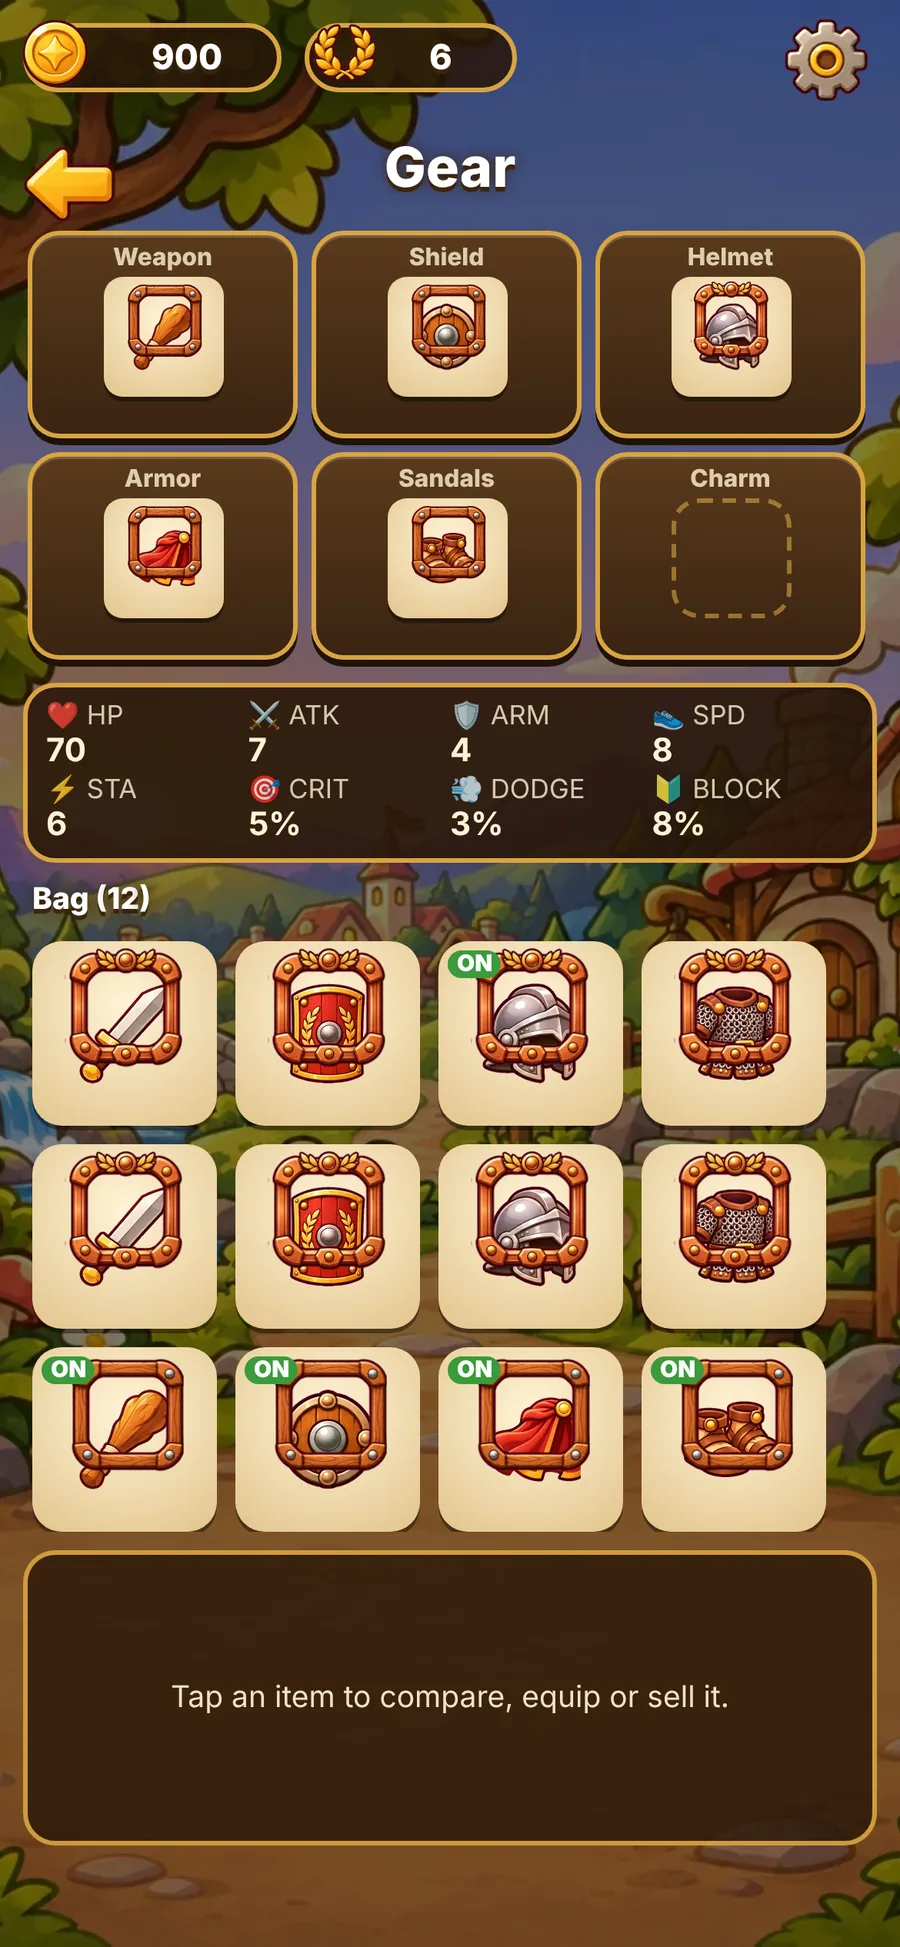 900
6
Gear
Weapon
Shield
Helmet
Armor
Sandals
Charm
HP
ATK
ARM
SPD
70
7
4
8
STA
CRIT
DODGE
BLOCK
6
5%
3%
8%
Bag (12)
ON
ON
ON
ON
ON
Tap an item to compare, equip or sell it.